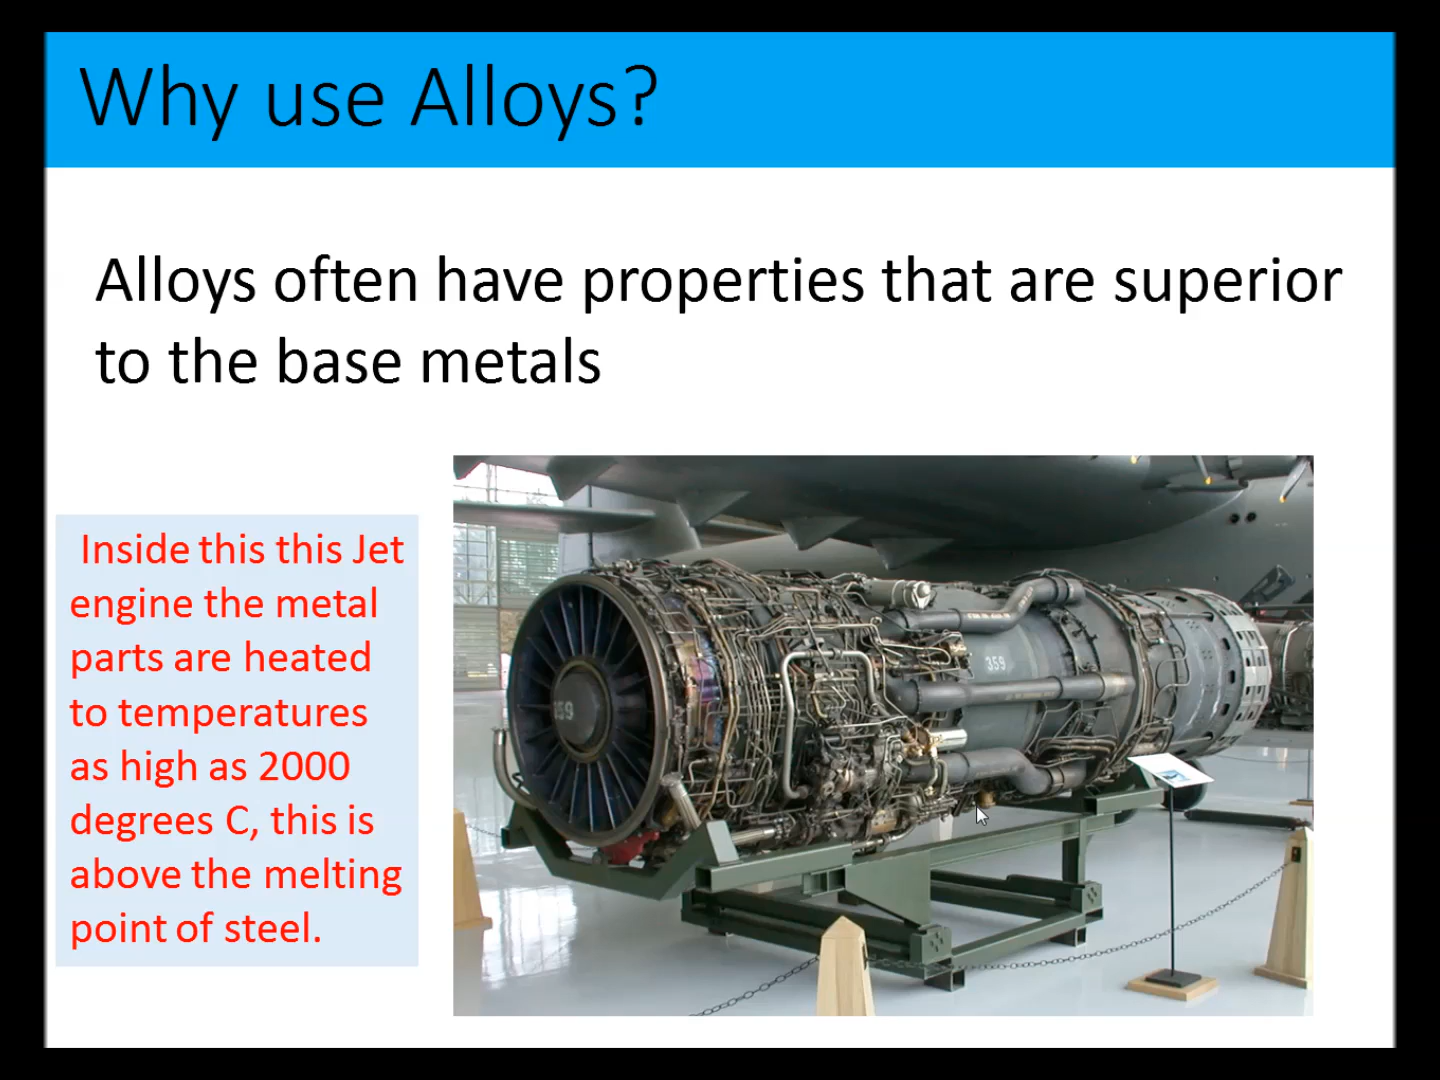 Why use Alloys?
Alloys often have properties that are superior
to the base metals
Inside this this Jet
engine the metal
parts are heated
to temperatures
as high as 2000
degrees C, this is
above the melting
point of steel.
359